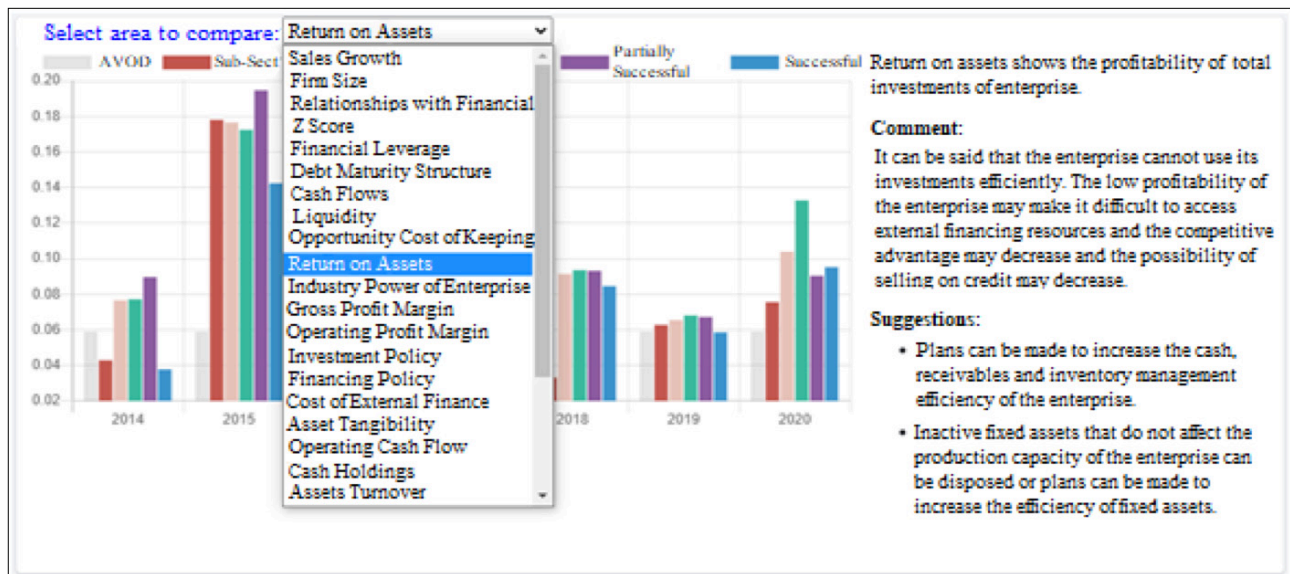 Select area to compare: Return on Assets
AVOD Sub-Sect Partially Successful Successful
0.20
0.18
0.16
0.14
0.12
0.10
0.08
0.06
0.04
0.02
2014 2015 2018 2019 2020
Sales Growth
Firm Size
Relationships with Financial
Z Score
Financial Leverage
Debt Maturity Structure
Cash Flows
Liquidity
Opportunity Cost of Keeping
Return on Assets
Industry Power of Enterprise
Gross Profit Margin
Operating Profit Margin
Investment Policy
Financing Policy
Cost of External Finance
Asset Tangibility
Operating Cash Flow
Cash Holdings
Assets Turnover
Return on assets shows the profitability of total
investments of enterprise.
Comment:
It can be said that the enterprise cannot use its
investments efficiently. The low profitability of
the enterprise may make it difficult to access
external financing resources and the competitive
advantage may decrease and the possibility of
selling on credit may decrease.
Suggestions:
• Plans can be made to increase the cash,
receivables and inventory management
efficiency of the enterprise.
• Inactive fixed assets that do not affect the
production capacity of the enterprise can
be disposed or plans can be made to
increase the efficiency of fixed assets.